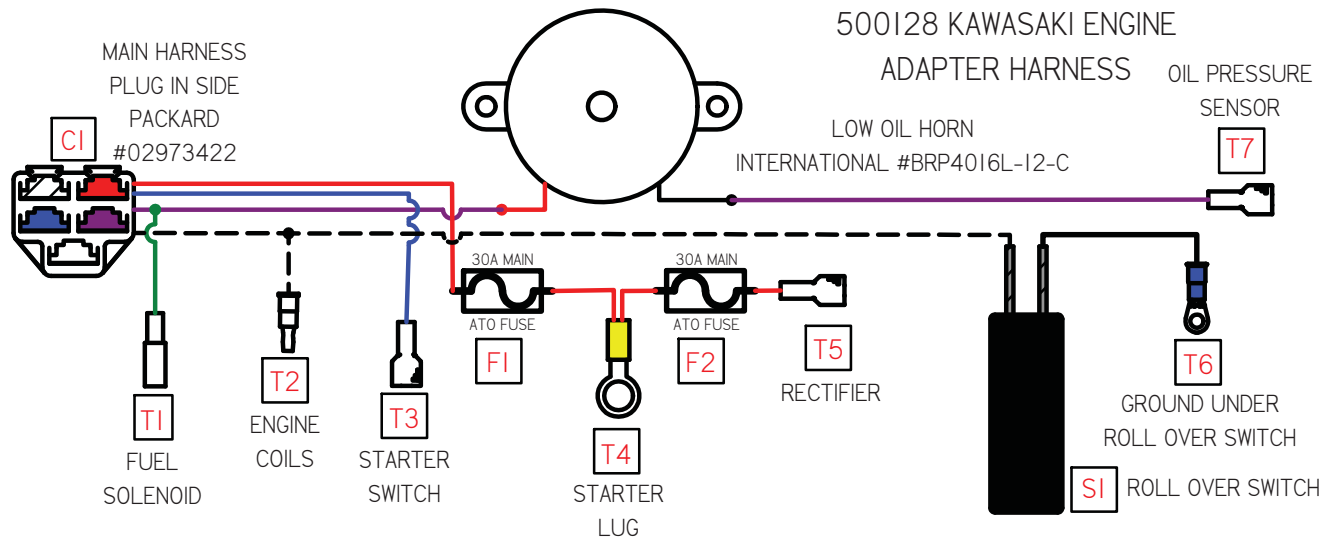 500128 KAWASAKI ENGINE
ADAPTER HARNESS
MAIN HARNESS
PLUG IN SIDE
PACKARD
#02973422
C1
LOW OIL HORN
INTERNATIONAL #BRP4016L-12-C
OIL PRESSURE
SENSOR
T7
30A MAIN
ATO FUSE
F1
30A MAIN
ATO FUSE
F2
T1
FUEL
SOLENOID
T2
ENGINE
COILS
T3
STARTER
SWITCH
T4
STARTER
LUG
T5
RECTIFIER
T6
GROUND UNDER
ROLL OVER SWITCH
S1
ROLL OVER SWITCH